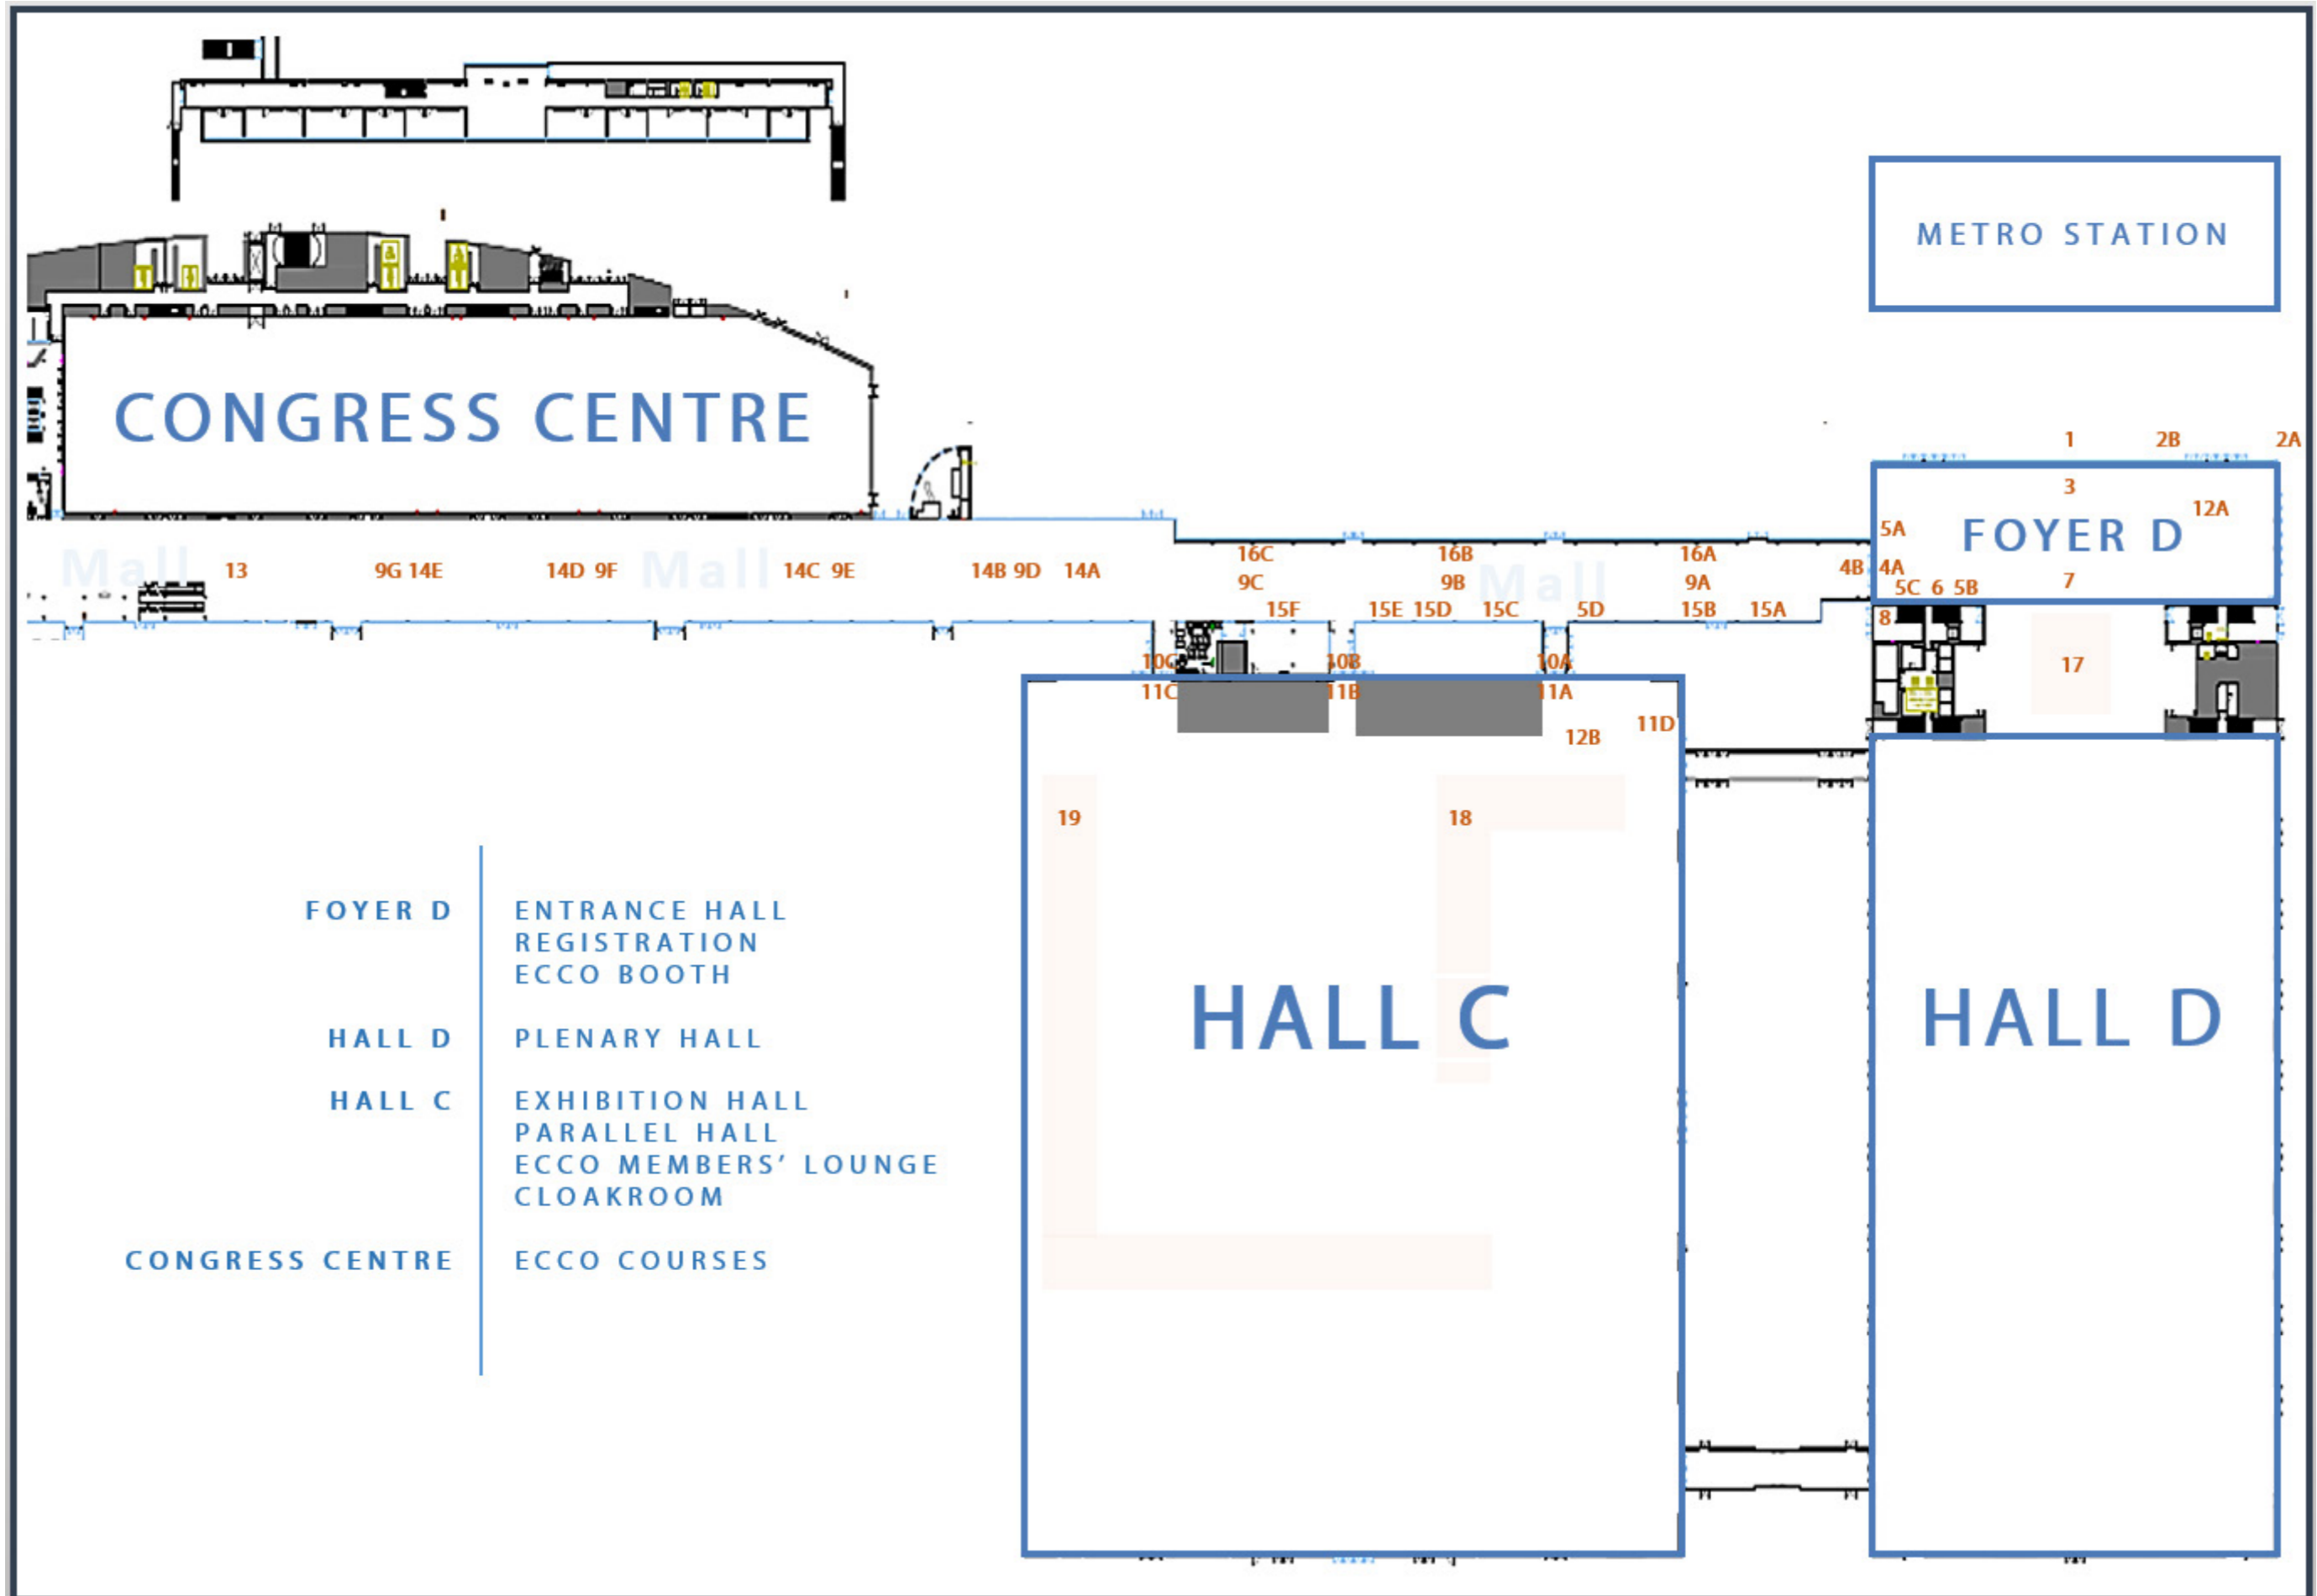 METRO STATION
CONGRESS CENTRE
1 2B 2A
3
12A
5A FOYER D
16C 16B 16A
Mall 13 9G 14E 14D 9F Mall 14C 9E 14B 9D 14A 4B 4A
9C 9B Mall 9A 7
5C 6 5B
15F 15E 15D 15C 5D 15B 15A 8
10C 10B 10A 17
11C 11B 11A
11D
12B
19 18
HALL C HALL D
FOYER D ENTRANCE HALL
REGISTRATION
ECCO BOOTH
HALL D PLENARY HALL
HALL C EXHIBITION HALL
PARALLEL HALL
ECCO MEMBERS’ LOUNGE
CLOAKROOM
CONGRESS CENTRE ECCO COURSES